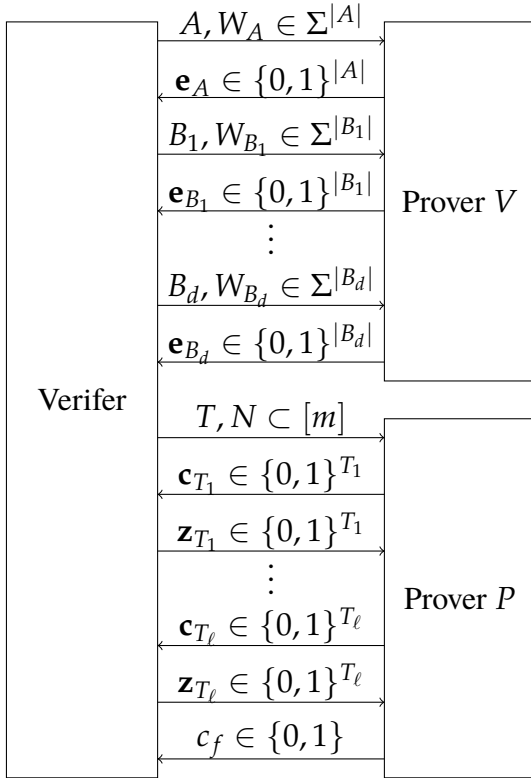 A, W_A ∈ Σ^{|A|}
e_A ∈ {0, 1}^{|A|}
B_1, W_{B_1} ∈ Σ^{|B_1|}
e_{B_1} ∈ {0, 1}^{|B_1|}
Prover V
⋮
B_d, W_{B_d} ∈ Σ^{|B_d|}
e_{B_d} ∈ {0, 1}^{|B_d|}
Verifer
T, N ⊂ [m]
c_{T_1} ∈ {0, 1}^{T_1}
z_{T_1} ∈ {0, 1}^{T_1}
⋮
Prover P
c_{T_ℓ} ∈ {0, 1}^{T_ℓ}
z_{T_ℓ} ∈ {0, 1}^{T_ℓ}
c_f ∈ {0, 1}